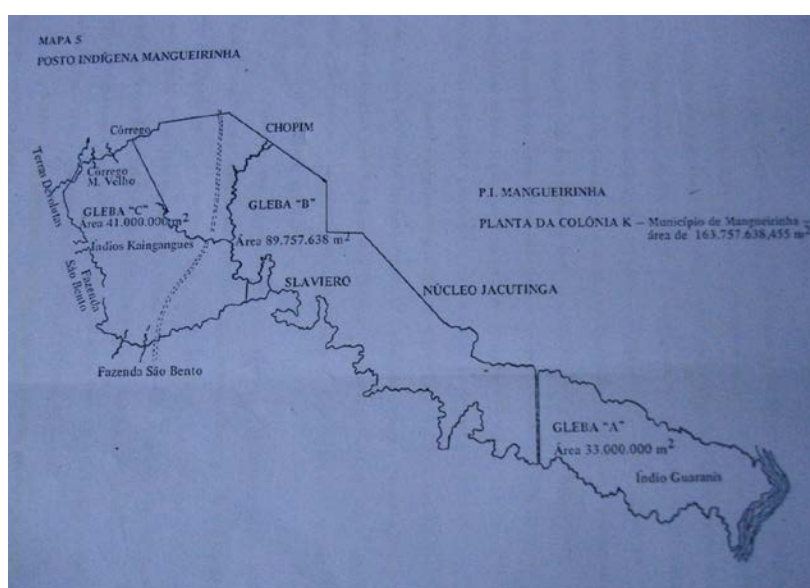 MAPA 5
POSTO INDÍGENA MANGUEIRINHA
Córrego
CHOPIM
Terras Devolutas
Córrego
M. Velho
P.I. MANGUEIRINHA
GLEBA "C"
Área 41.000.000 m²
GLEBA "B"
PLANTA DA COLÔNIA K – Município de Mangueirinha
área de 163.757.638,455 m²
Índios Kaingangues
Área 89.757.638 m²
Fazenda
São Bento
SLAVIERO
NÚCLEO JACUTINGA
Fazenda São Bento
GLEBA "A"
Área 33.000.000 m²
Índio Guaranis